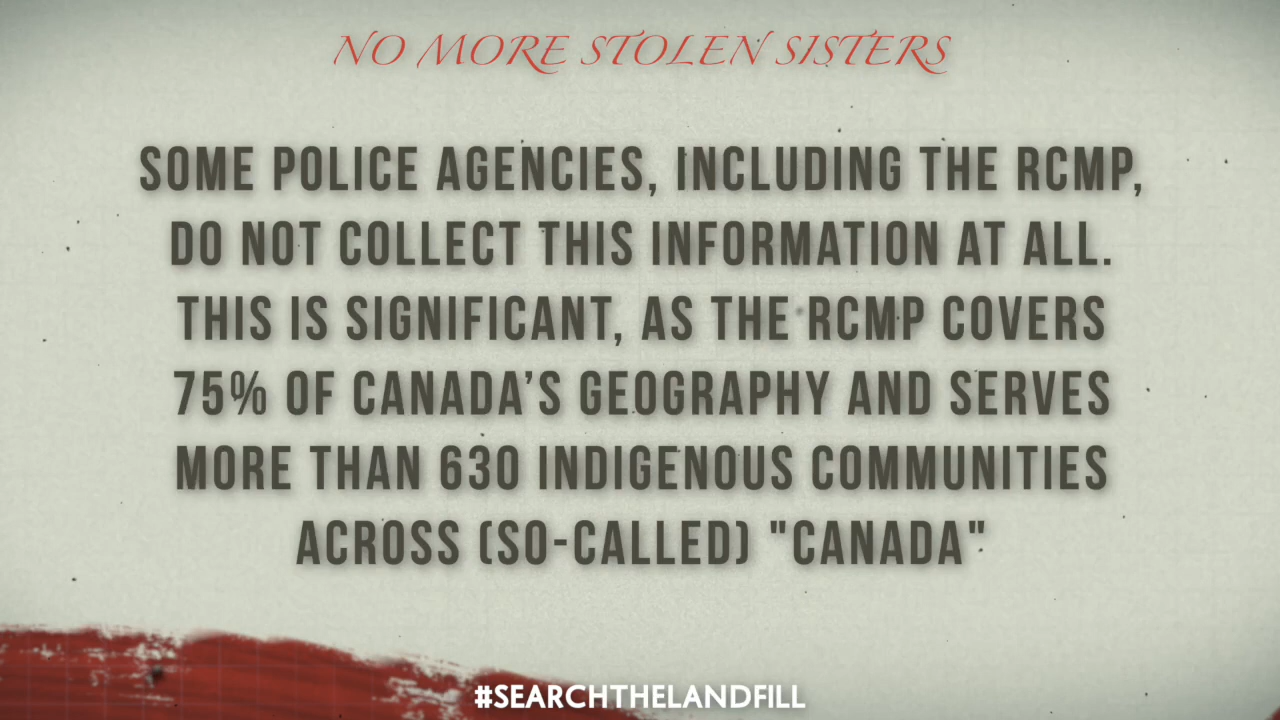 NO MORE STOLEN SISTERS
SOME POLICE AGENCIES, INCLUDING THE RCMP,
DO NOT COLLECT THIS INFORMATION AT ALL.
THIS IS SIGNIFICANT, AS THE RCMP COVERS
75% OF CANADA’S GEOGRAPHY AND SERVES
MORE THAN 630 INDIGENOUS COMMUNITIES
ACROSS (SO-CALLED) "CANADA"
#SEARCHTHELANDFILL